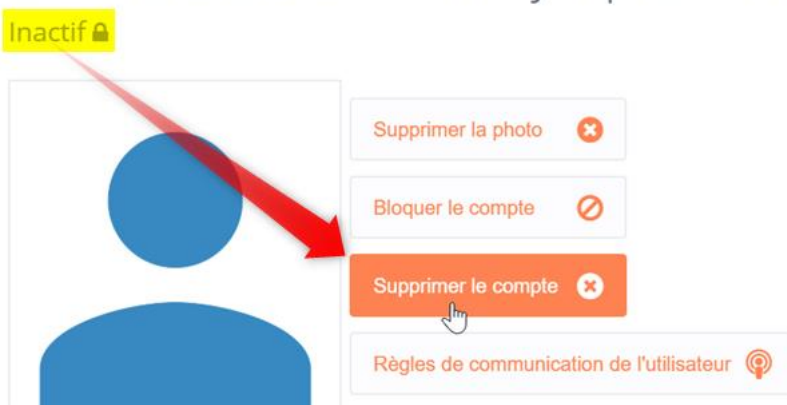 Inactif
Supprimer la photo
Bloquer le compte
Supprimer le compte
Règles de communication de l'utilisateur